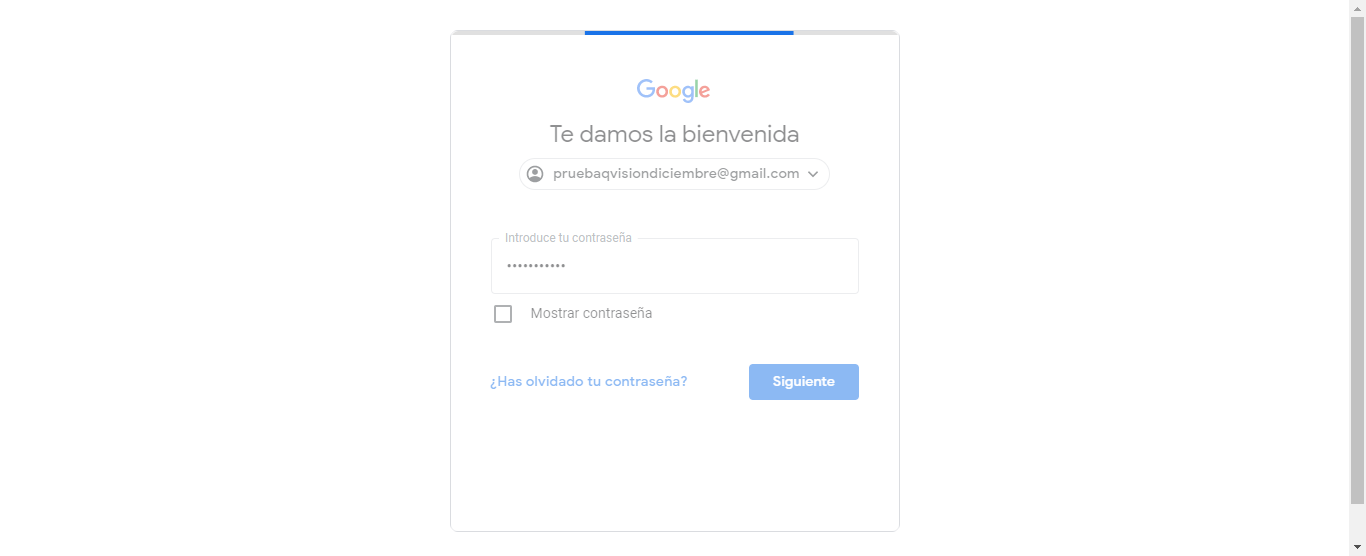 Google
Te damos la bienvenida
pruebaqvisiondiciembre@gmail.com
Introduce tu contraseña
•••••••••••
Mostrar contraseña
¿Has olvidado tu contraseña?
Siguiente